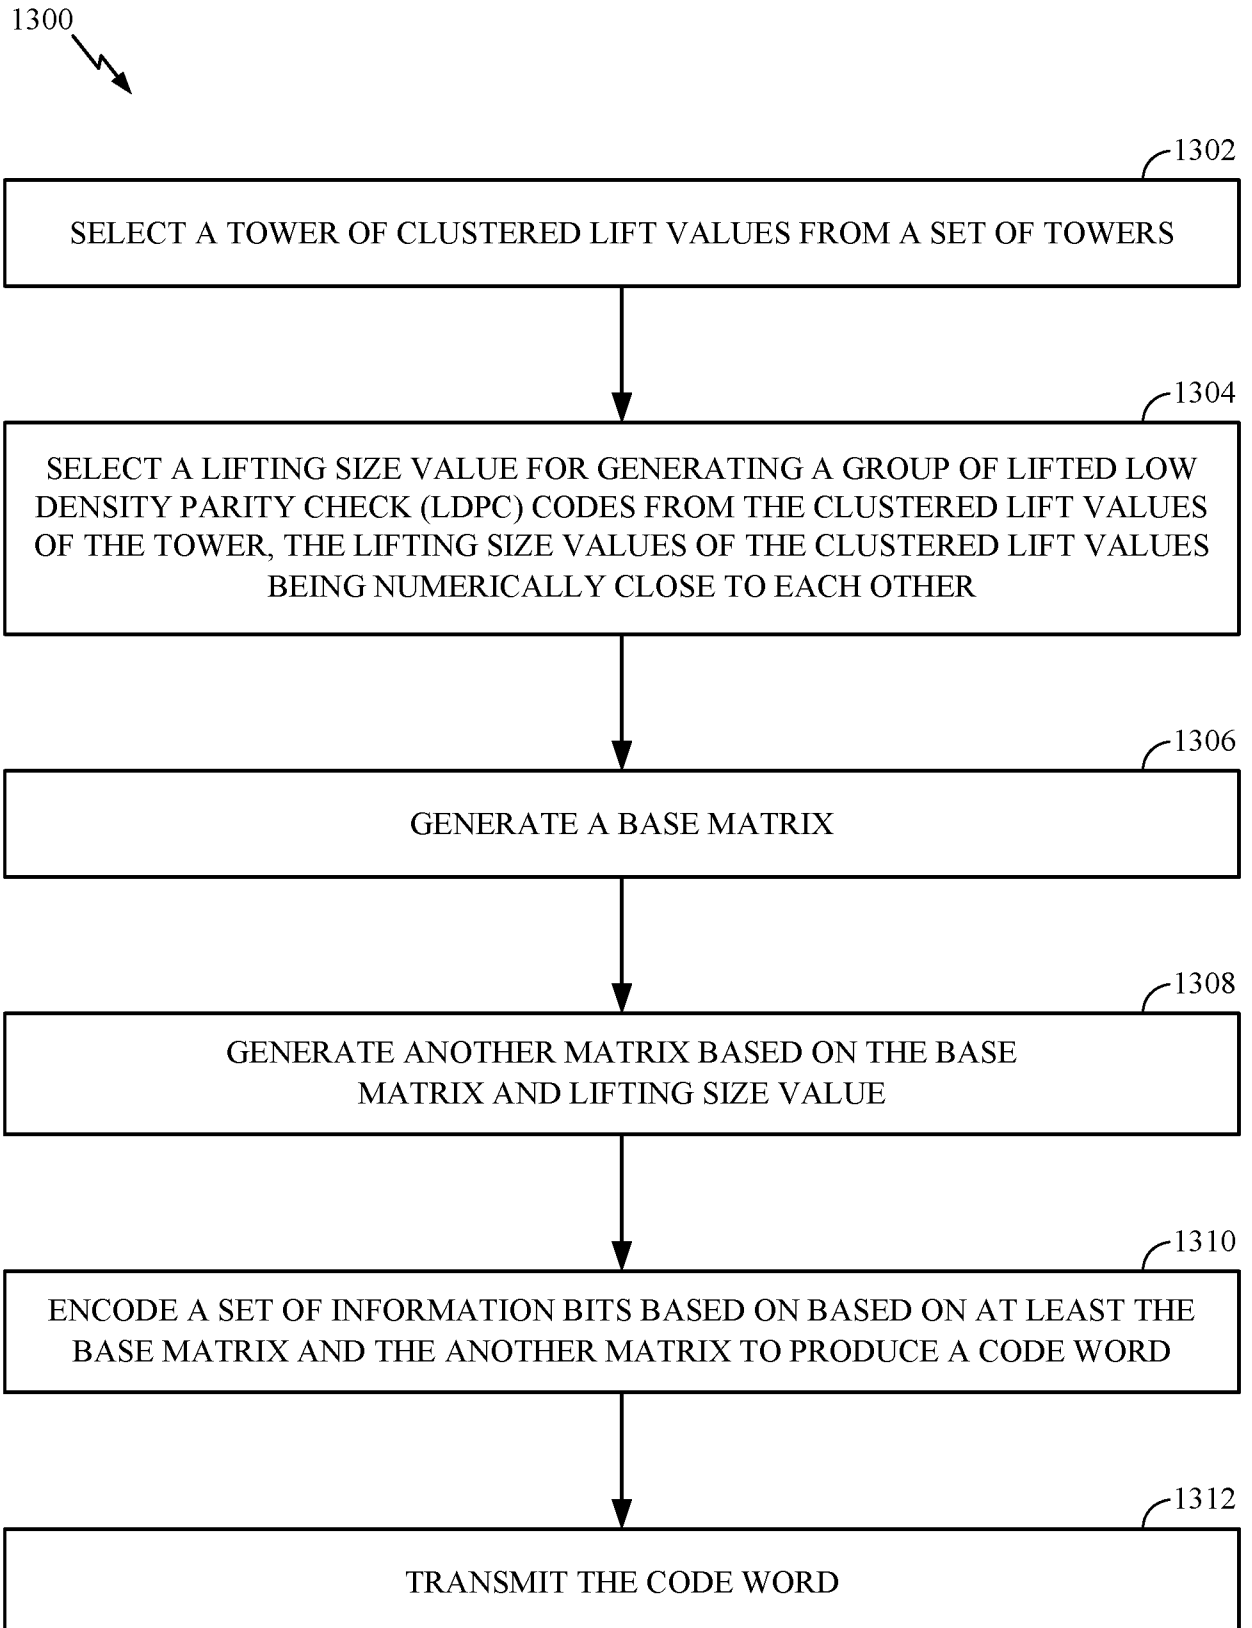 1300
1302
SELECT A TOWER OF CLUSTERED LIFT VALUES FROM A SET OF TOWERS
1304
SELECT A LIFTING SIZE VALUE FOR GENERATING A GROUP OF LIFTED LOW
DENSITY PARITY CHECK (LDPC) CODES FROM THE CLUSTERED LIFT VALUES
OF THE TOWER, THE LIFTING SIZE VALUES OF THE CLUSTERED LIFT VALUES
BEING NUMERICALLY CLOSE TO EACH OTHER
1306
GENERATE A BASE MATRIX
1308
GENERATE ANOTHER MATRIX BASED ON THE BASE
MATRIX AND LIFTING SIZE VALUE
1310
ENCODE A SET OF INFORMATION BITS BASED ON BASED ON AT LEAST THE
BASE MATRIX AND THE ANOTHER MATRIX TO PRODUCE A CODE WORD
1312
TRANSMIT THE CODE WORD